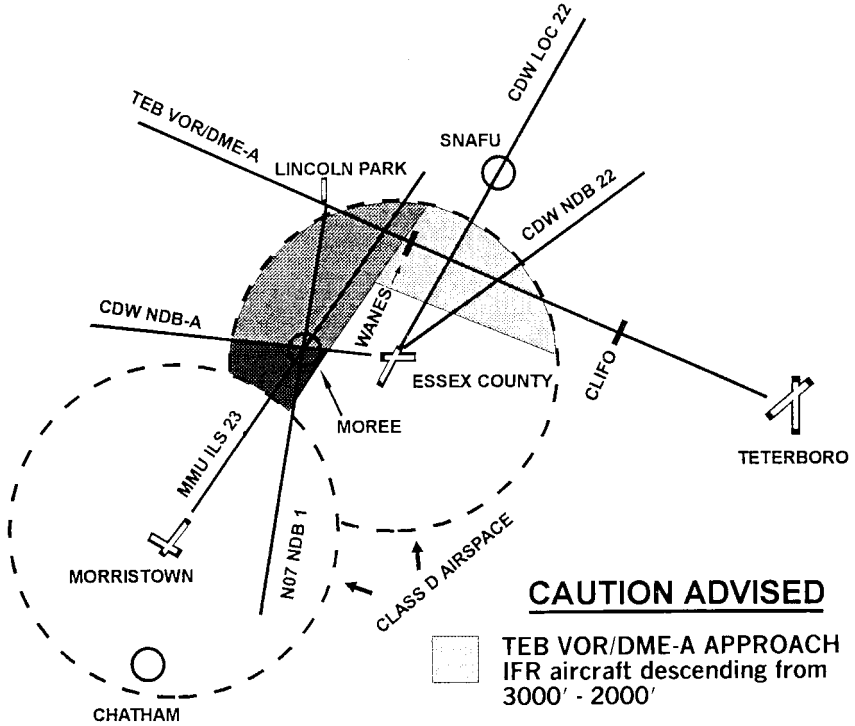 CDW LOC 22
TEB VOR/DME-A
SNAFU
LINCOLN PARK
CDW NDB 22
CDW NDB-A
WANES
ESSEX COUNTY
CLIFO
MOREE
TETERBORO
MMU ILS 23
N07 NDB 1
MORRISTOWN
CLASS D AIRSPACE
CHATHAM
CAUTION ADVISED
TEB VOR/DME-A APPROACH
IFR aircraft descending from
3000' - 2000'